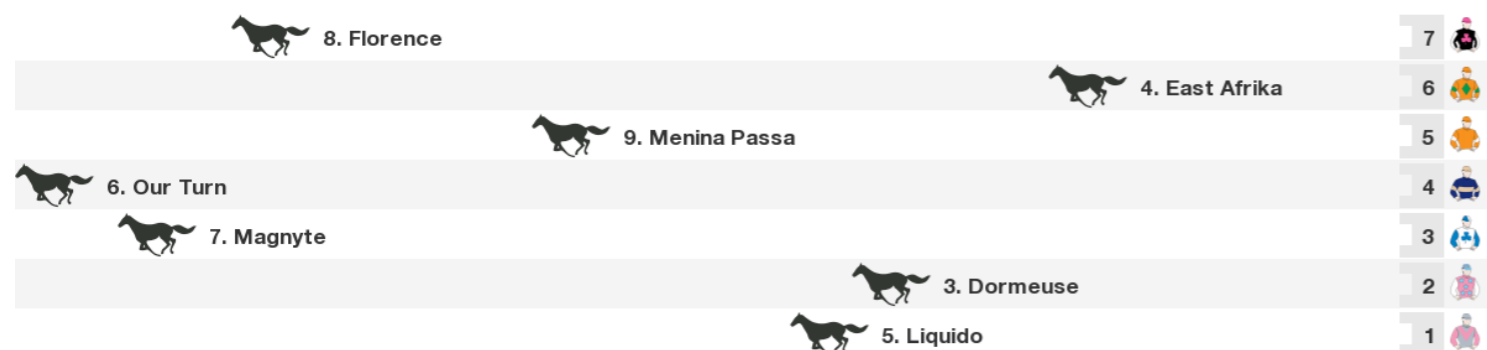 8. Florence 7
4. East Afrika 6
9. Menina Passa 5
6. Our Turn 4
7. Magnyte 3
3. Dormeuse 2
5. Liquido 1